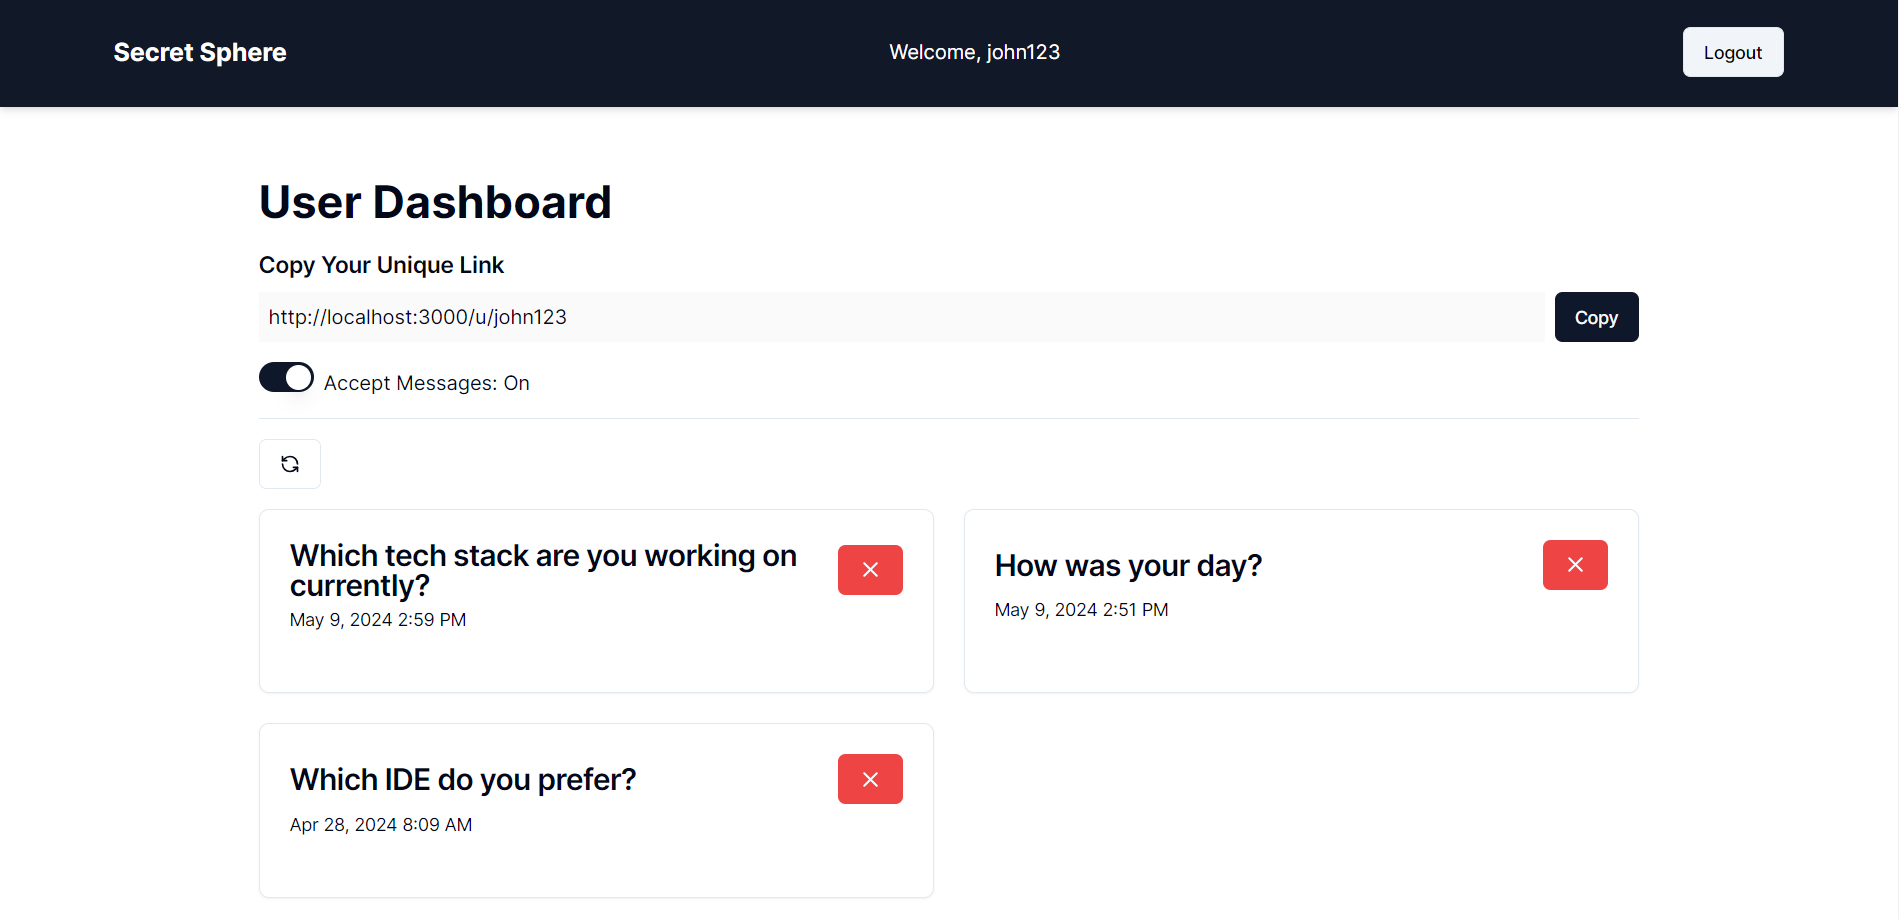 Secret Sphere
Welcome, john123
Logout
User Dashboard
Copy Your Unique Link
http://localhost:3000/u/john123
Copy
Accept Messages: On
Which tech stack are you working on
currently?
May 9, 2024 2:59 PM
How was your day?
May 9, 2024 2:51 PM
Which IDE do you prefer?
Apr 28, 2024 8:09 AM